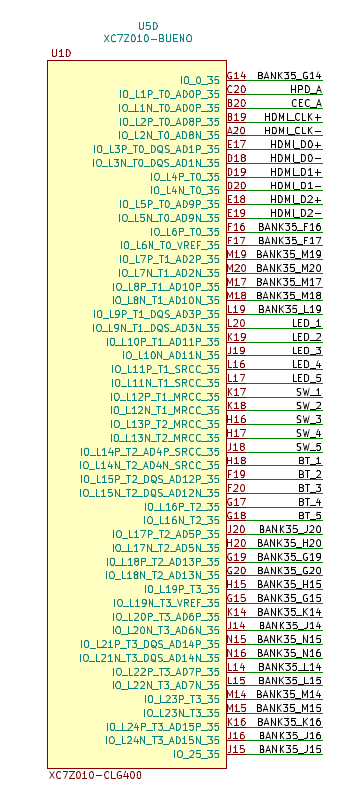 U5D
XC7Z010-BUENO
U1D
IO_0_35 G14 BANK35_G14
IO_L1P_T0_AD0P_35 C20 HPD_A
IO_L1N_T0_AD0P_35 B20 CEC_A
IO_L2P_T0_AD8P_35 B19 HDMI_CLK+
IO_L2N_T0_AD8N_35 A20 HDMI_CLK-
IO_L3P_T0_DQS_AD1P_35 E17 HDMI_D0+
IO_L3N_T0_DQS_AD1N_35 D18 HDMI_D0-
IO_L4P_T0_35 D19 HDMI_D1+
IO_L4N_T0_35 D20 HDMI_D1-
IO_L5P_T0_AD9P_35 E18 HDMI_D2+
IO_L5N_T0_AD9N_35 E19 HDMI_D2-
IO_L6P_T0_35 F16 BANK35_F16
IO_L6N_T0_VREF_35 F17 BANK35_F17
IO_L7P_T1_AD2P_35 M19 BANK35_M19
IO_L7N_T1_AD2N_35 M20 BANK35_M20
IO_L8P_T1_AD10P_35 M17 BANK35_M17
IO_L8N_T1_AD10N_35 M18 BANK35_M18
IO_L9P_T1_DQS_AD3P_35 L19 BANK35_L19
IO_L9N_T1_DQS_AD3N_35 L20 LED_1
IO_L10P_T1_AD11P_35 K19 LED_2
IO_L10N_AD11N_35 J19 LED_3
IO_L11P_T1_SRCC_35 L16 LED_4
IO_L11N_T1_SRCC_35 L17 LED_5
IO_L12P_T1_MRCC_35 K17 SW_1
IO_L12N_T1_MRCC_35 K18 SW_2
IO_L13P_T2_MRCC_35 H16 SW_3
IO_L13N_T2_MRCC_35 H17 SW_4
IO_L14P_T2_AD4P_SRCC_35 J18 SW_5
IO_L14N_T2_AD4N_SRCC_35 H18 BT_1
IO_L15P_T2_DQS_AD12P_35 F19 BT_2
IO_L15N_T2_DQS_AD12N_35 F20 BT_3
IO_L16P_T2_35 G17 BT_4
IO_L16N_T2_35 G18 BT_5
IO_L17P_T2_AD5P_35 J20 BANK35_J20
IO_L17N_T2_AD5N_35 H20 BANK35_H20
IO_L18P_T2_AD13P_35 G19 BANK35_G19
IO_L18N_T2_AD13N_35 G20 BANK35_G20
IO_L19P_T3_35 H15 BANK35_H15
IO_L19N_T3_VREF_35 G15 BANK35_G15
IO_L20P_T3_AD6P_35 K14 BANK35_K14
IO_L20N_T3_AD6N_35 J14 BANK35_J14
IO_L21P_T3_DQS_AD14P_35 N15 BANK35_N15
IO_L21N_T3_DQS_AD14N_35 N16 BANK35_N16
IO_L22P_T3_AD7P_35 L14 BANK35_L14
IO_L22N_T3_AD7N_35 L15 BANK35_L15
IO_L23P_T3_35 M14 BANK35_M14
IO_L23N_T3_35 M15 BANK35_M15
IO_L24P_T3_AD15P_35 K16 BANK35_K16
IO_L24N_T3_AD15N_35 J16 BANK35_J16
IO_25_35 J15 BANK35_J15
XC7Z010-CLG400